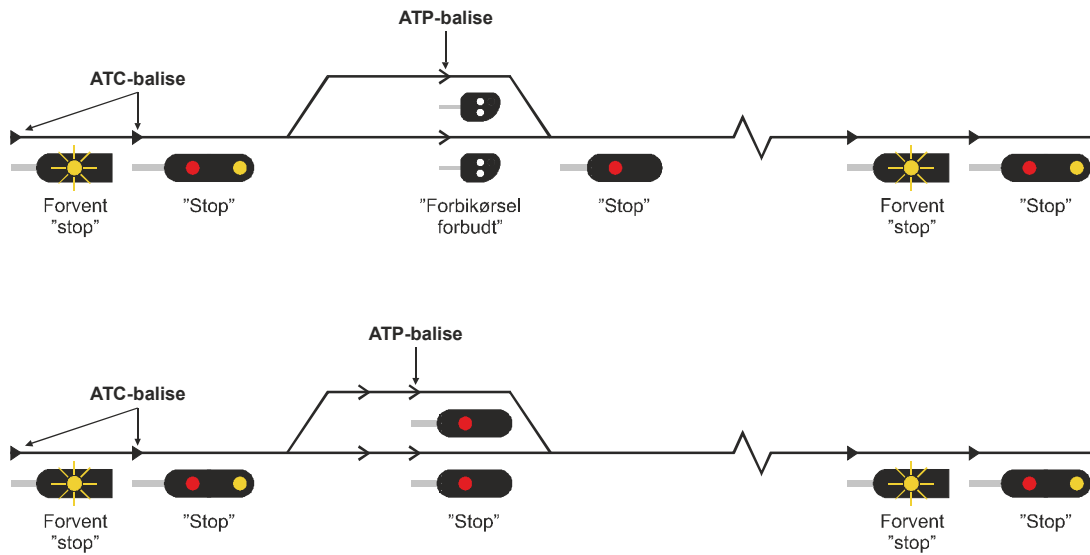 ATP-balise
ATC-balise
Forvent
"stop"
"Stop"
"Forbikørsel
forbudt"
"Stop"
Forvent
"stop"
"Stop"
ATP-balise
ATC-balise
Forvent
"stop"
"Stop"
"Stop"
Forvent
"stop"
"Stop"